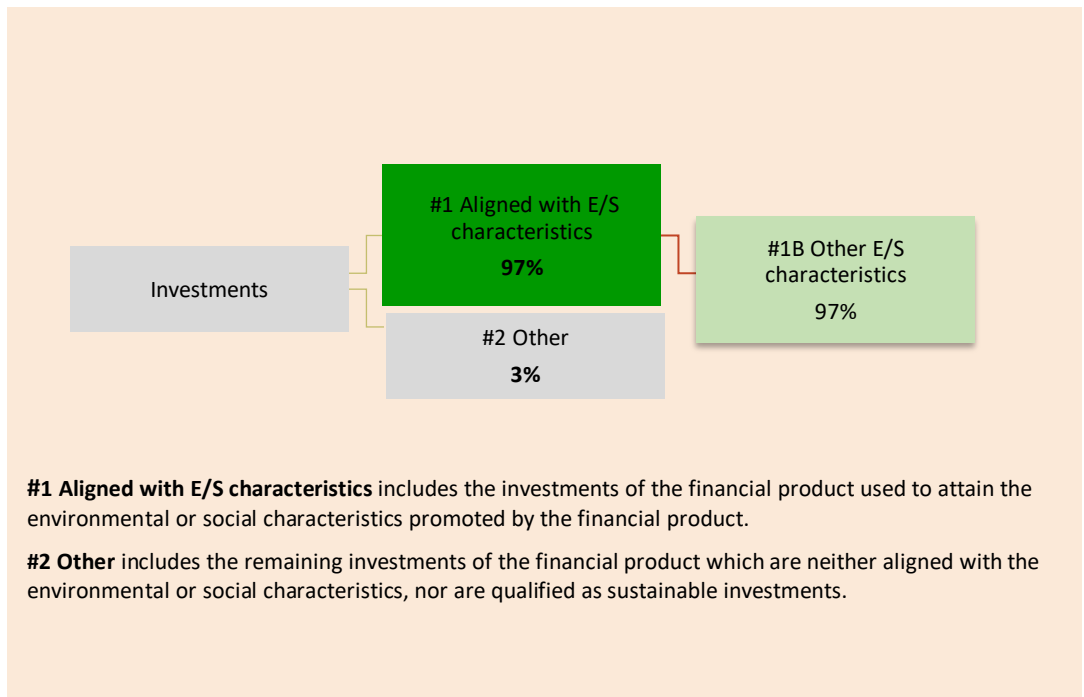 #1 Aligned with E/S
characteristics
97%
#1B Other E/S
characteristics
97%
Investments
#2 Other
3%
#1 Aligned with E/S characteristics includes the investments of the financial product used to attain the
environmental or social characteristics promoted by the financial product.
#2 Other includes the remaining investments of the financial product which are neither aligned with the
environmental or social characteristics, nor are qualified as sustainable investments.